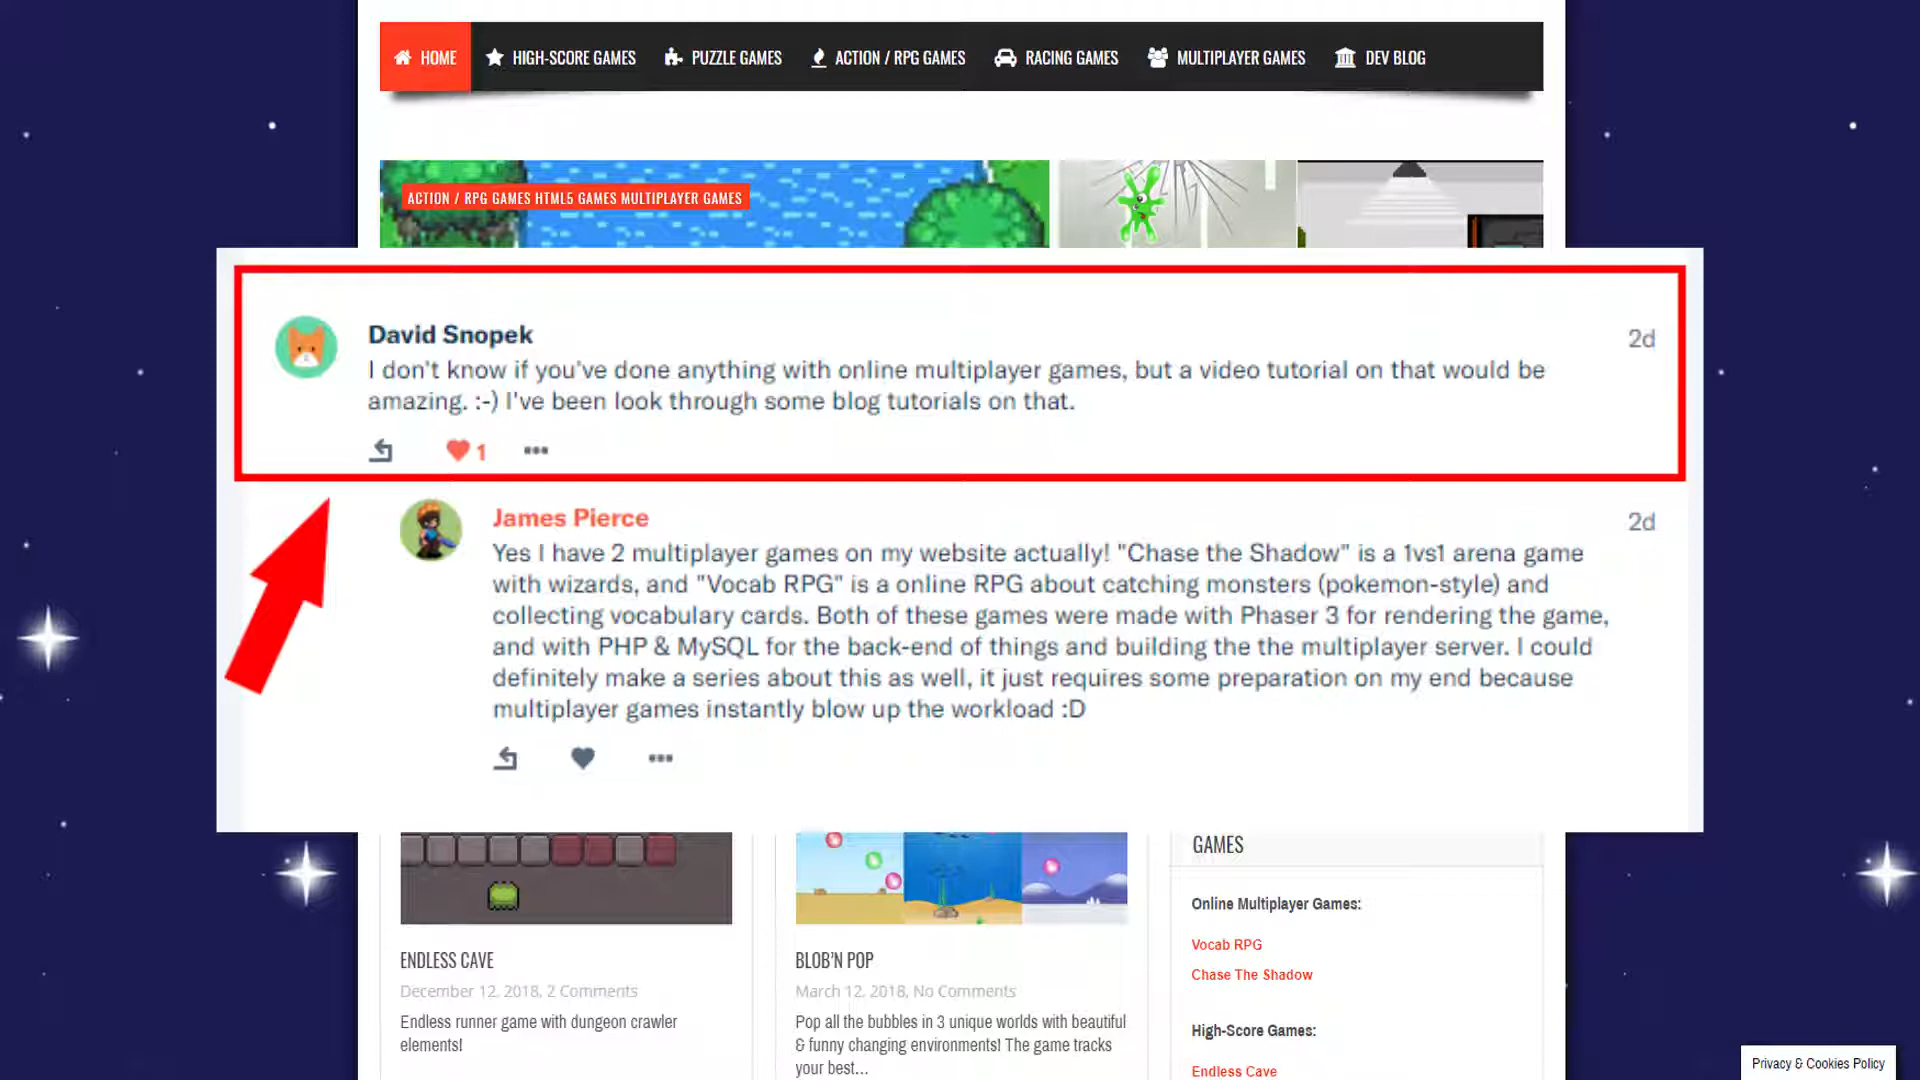 HOME HIGH-SCORE GAMES PUZZLE GAMES ACTION / RPG GAMES RACING GAMES MULTIPLAYER GAMES DEV BLOG
ACTION / RPG GAMES HTML5 GAMES MULTIPLAYER GAMES
David Snopek 2d
I don't know if you've done anything with online multiplayer games, but a video tutorial on that would be
amazing. :-) I've been look through some blog tutorials on that.
1
James Pierce 2d
Yes I have 2 multiplayer games on my website actually! "Chase the Shadow" is a 1vs1 arena game
with wizards, and "Vocab RPG" is a online RPG about catching monsters (pokemon-style) and
collecting vocabulary cards. Both of these games were made with Phaser 3 for rendering the game,
and with PHP & MySQL for the back-end of things and building the the multiplayer server. I could
definitely make a series about this as well, it just requires some preparation on my end because
multiplayer games instantly blow up the workload :D
ENDLESS CAVE
December 12, 2018, 2 Comments
Endless runner game with dungeon crawler
elements!
BLOB'N POP
March 12, 2018, No Comments
Pop all the bubbles in 3 unique worlds with beautiful
& funny changing environments! The game tracks
your best...
GAMES
Online Multiplayer Games:
Vocab RPG
Chase The Shadow
High-Score Games:
Endless Cave
Privacy & Cookies Policy